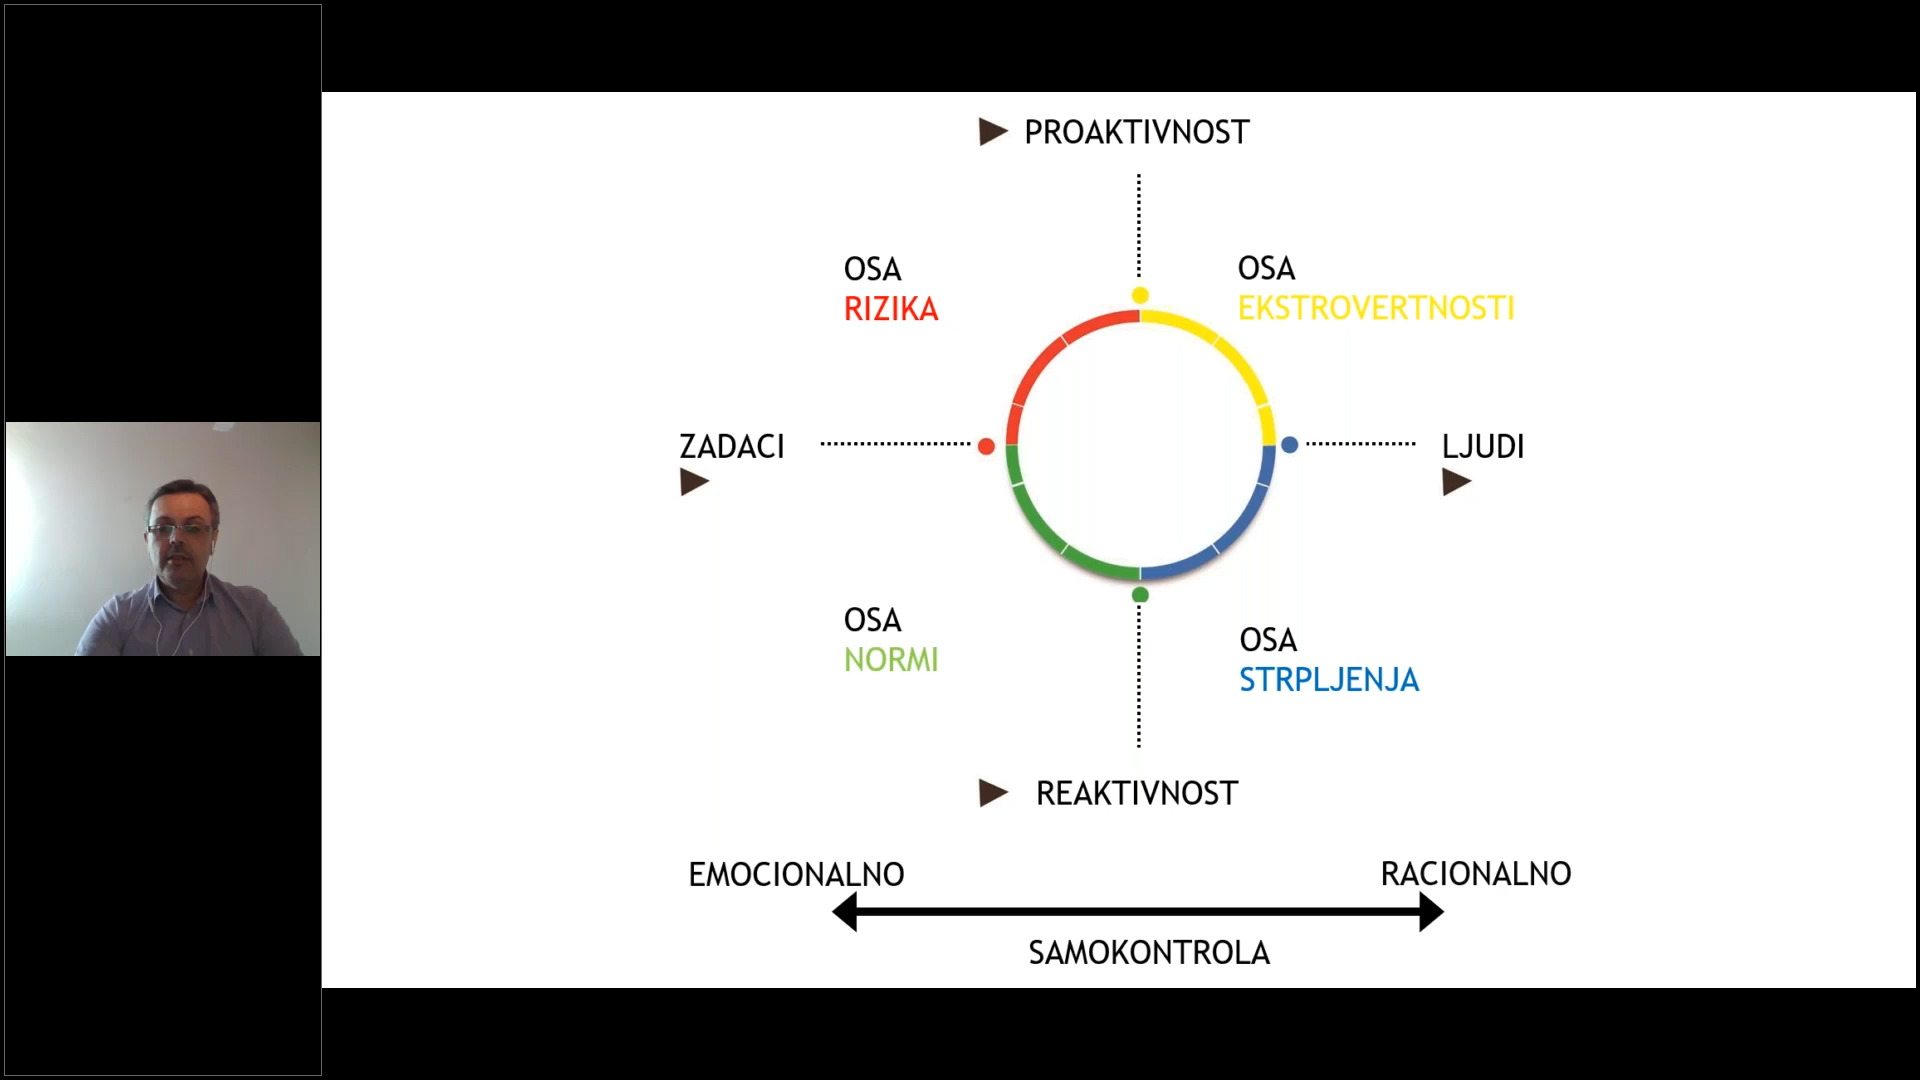 PROAKTIVNOST
OSA
RIZIKA
OSA
EKSTROVERTNOSTI
ZADACI
LJUDI
OSA
NORMI
OSA
STRPLJENJA
REAKTIVNOST
EMOCIONALNO
RACIONALNO
SAMOKONTROLA